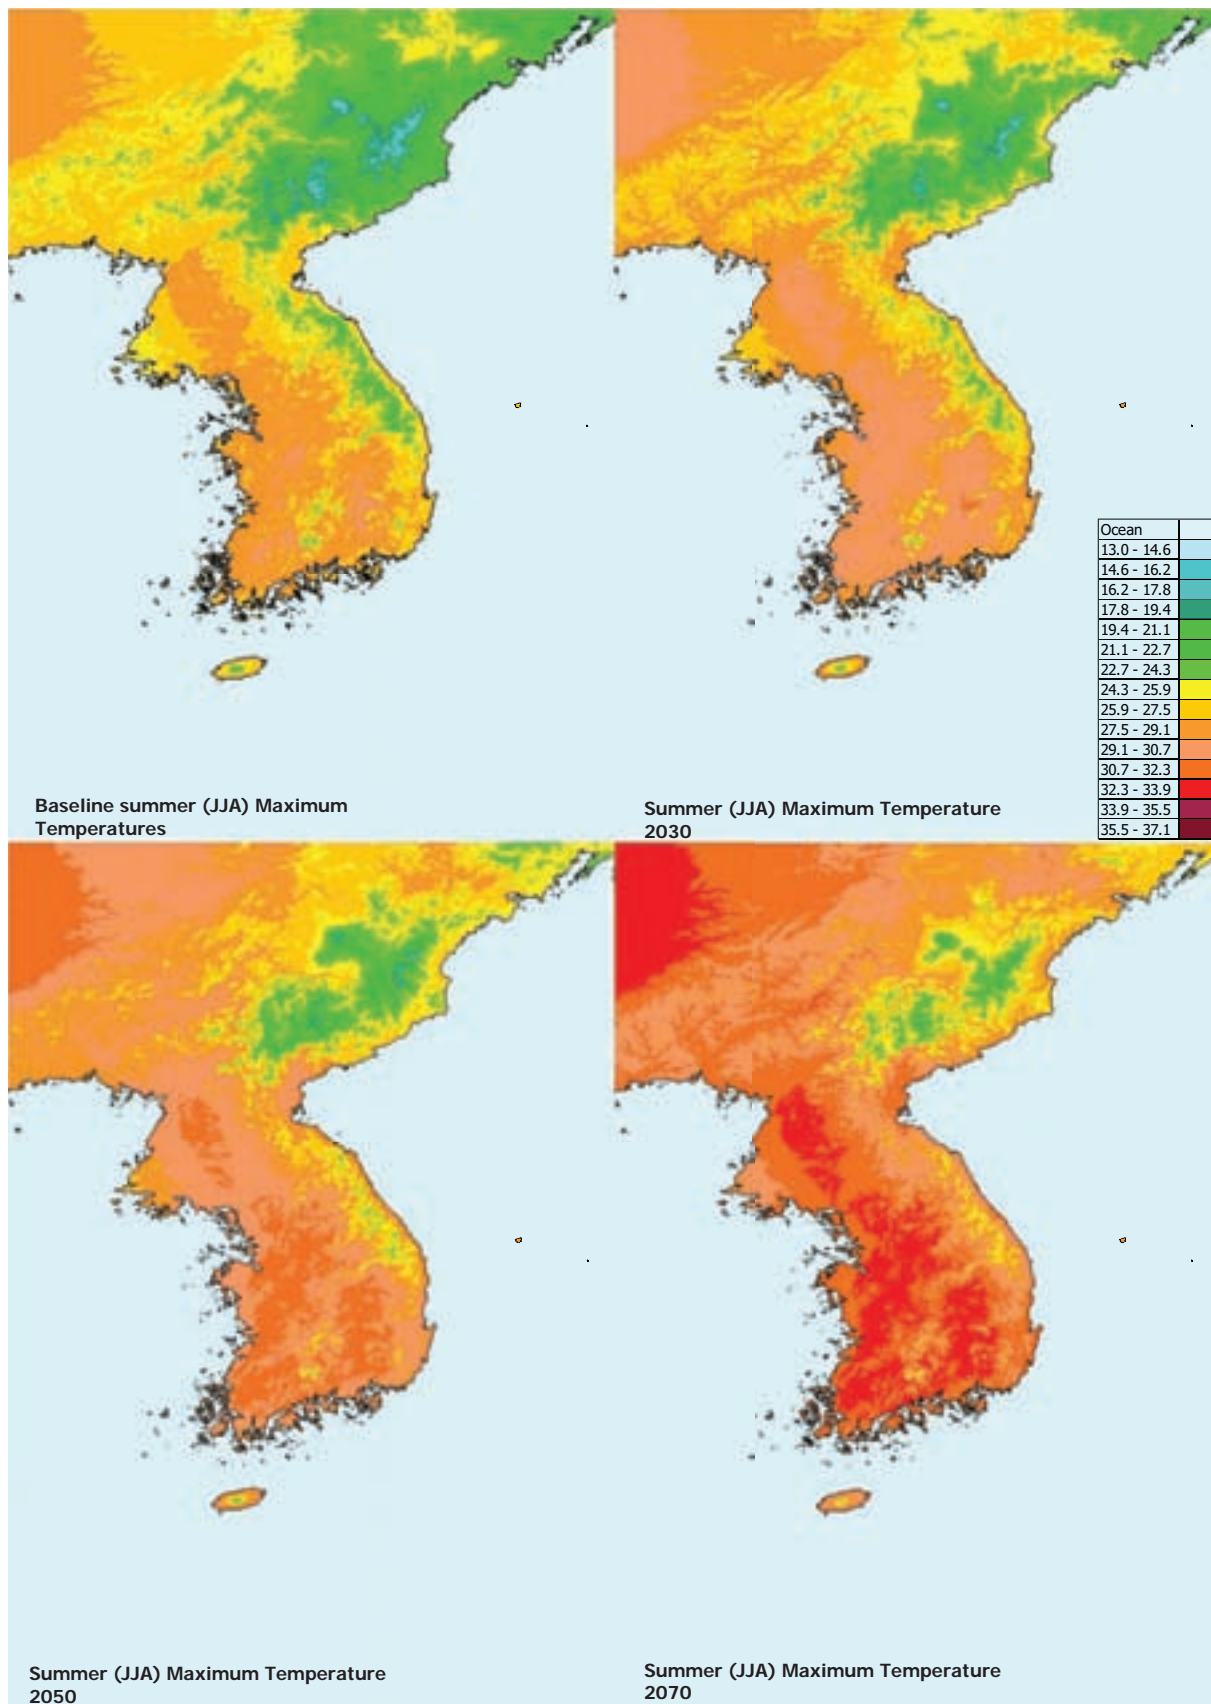 Ocean
13.0 - 14.6
14.6 - 16.2
16.2 - 17.8
17.8 - 19.4
19.4 - 21.1
21.1 - 22.7
22.7 - 24.3
24.3 - 25.9
25.9 - 27.5
27.5 - 29.1
29.1 - 30.7
30.7 - 32.3
32.3 - 33.9
33.9 - 35.5
35.5 - 37.1
Baseline summer (JJA) Maximum
Temperatures
Summer (JJA) Maximum Temperature
2030
Summer (JJA) Maximum Temperature
2050
Summer (JJA) Maximum Temperature
2070